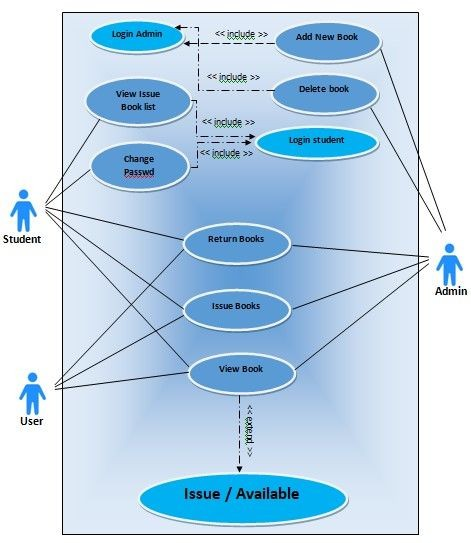 Login Admin
<< include >>
Add New Book
<< include >>
Delete book
View Issue
Book list
<< include >>
Login student
<< include >>
Change
Passwd
Student
Return Books
Admin
Issue Books
View Book
User
<< extept >>
Issue / Available